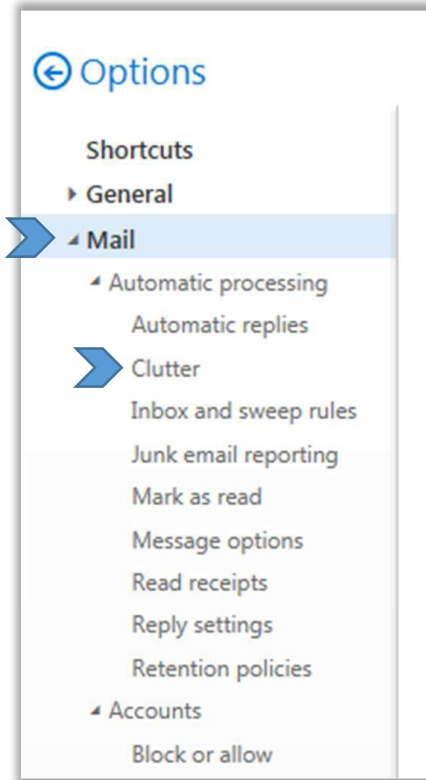 Options
Shortcuts
General
Mail
Automatic processing
Automatic replies
Clutter
Inbox and sweep rules
Junk email reporting
Mark as read
Message options
Read receipts
Reply settings
Retention policies
Accounts
Block or allow